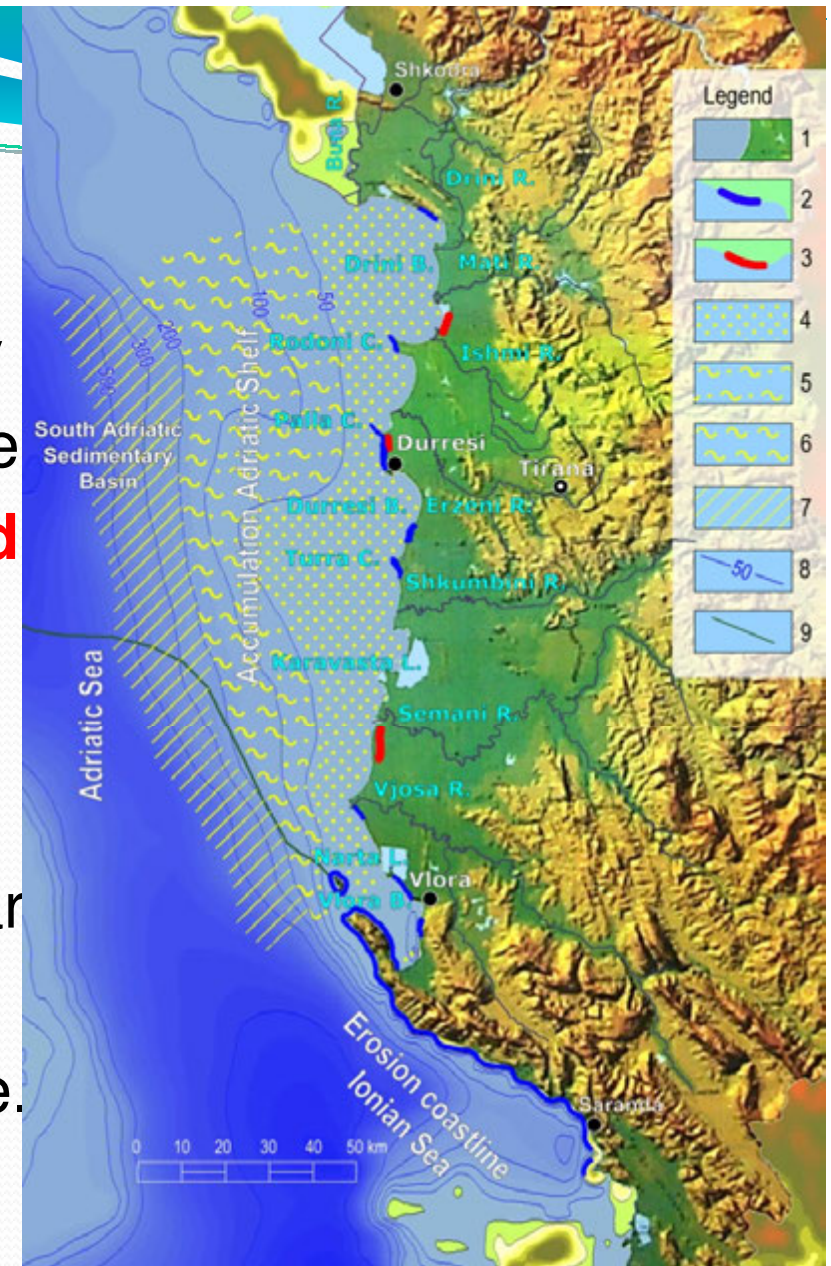 Shkodra
Legend
1
Buna R.
2
Drini R.
3
Drini B.
Mati R.
4
50
100
200
300
Rodoni C.
Ishmi R.
5
Palla C.
South Adriatic
Sedimentary
Basin
e
d
Accumulation Adriatic Shelf
Durresi
6
Tirana
Durresi B.
Erzeni R.
7
Turra C.
Shkumbini R.
50
8
9
Karavasta L.
Adriatic Sea
Semani R.
Vjosa R.
Narta L.
Vlora
Vlora B.
ar
e.
Erosion coastline
Ionian Sea
Saranda
0 10 20 30 40 50 km